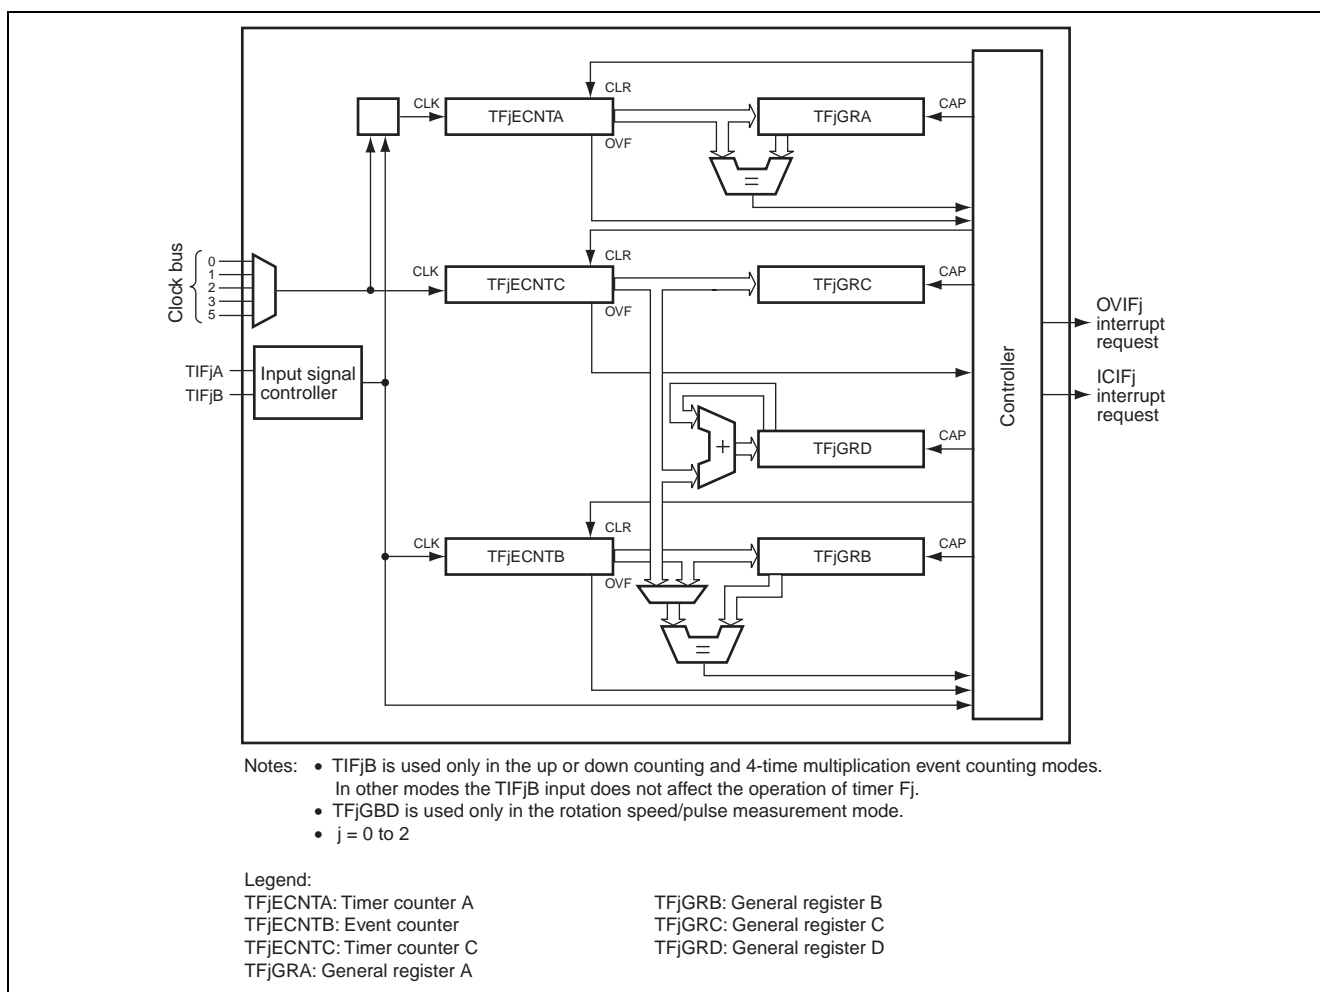 CLR
CLK
TFjECNTA
TFjGRA
CAP
OVF
=
Clock bus
0
1
2
3
5
CLR
CLK
TFjECNTC
TFjGRC
CAP
OVF
TIFjA
TIFjB
Input signal
controller
Controller
OVIFj
interrupt
request
ICIFj
interrupt
request
+
TFjGRD
CAP
CLR
CLK
TFjECNTB
TFjGRB
CAP
OVF
=
Notes: • TIFjB is used only in the up or down counting and 4-time multiplication event counting modes.
In other modes the TIFjB input does not affect the operation of timer Fj.
• TFjGBD is used only in the rotation speed/pulse measurement mode.
• j = 0 to 2
Legend:
TFjECNTA: Timer counter A
TFjECNTB: Event counter
TFjECNTC: Timer counter C
TFjGRA: General register A
TFjGRB: General register B
TFjGRC: General register C
TFjGRD: General register D